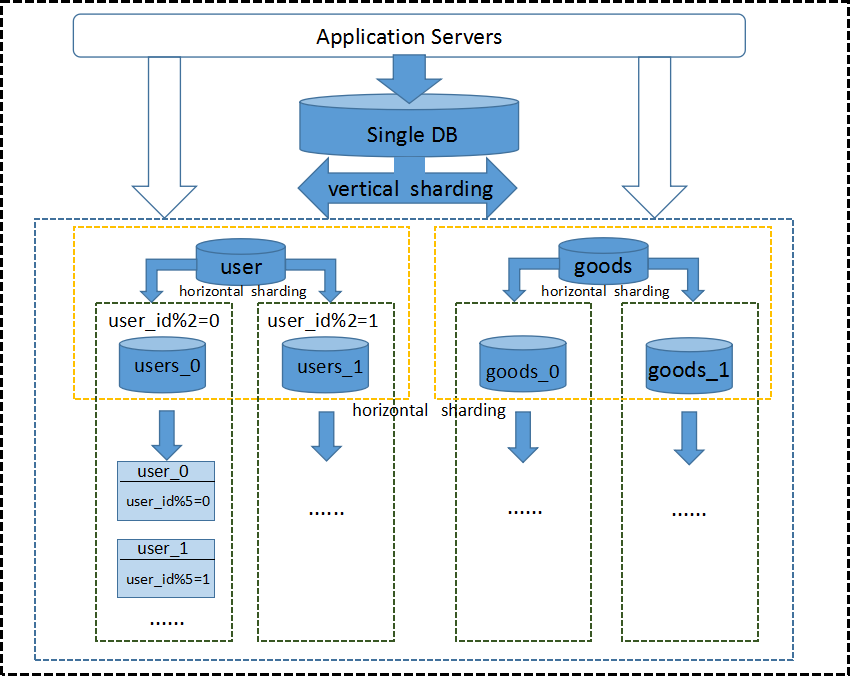 Application Servers
Single DB
vertical sharding
user
goods
horizontal sharding
horizontal sharding
user_id%2=0
user_id%2=1
users_0
users_1
goods_0
goods_1
horizontal sharding
user_0
user_id%5=0
......
......
......
user_1
user_id%5=1
......